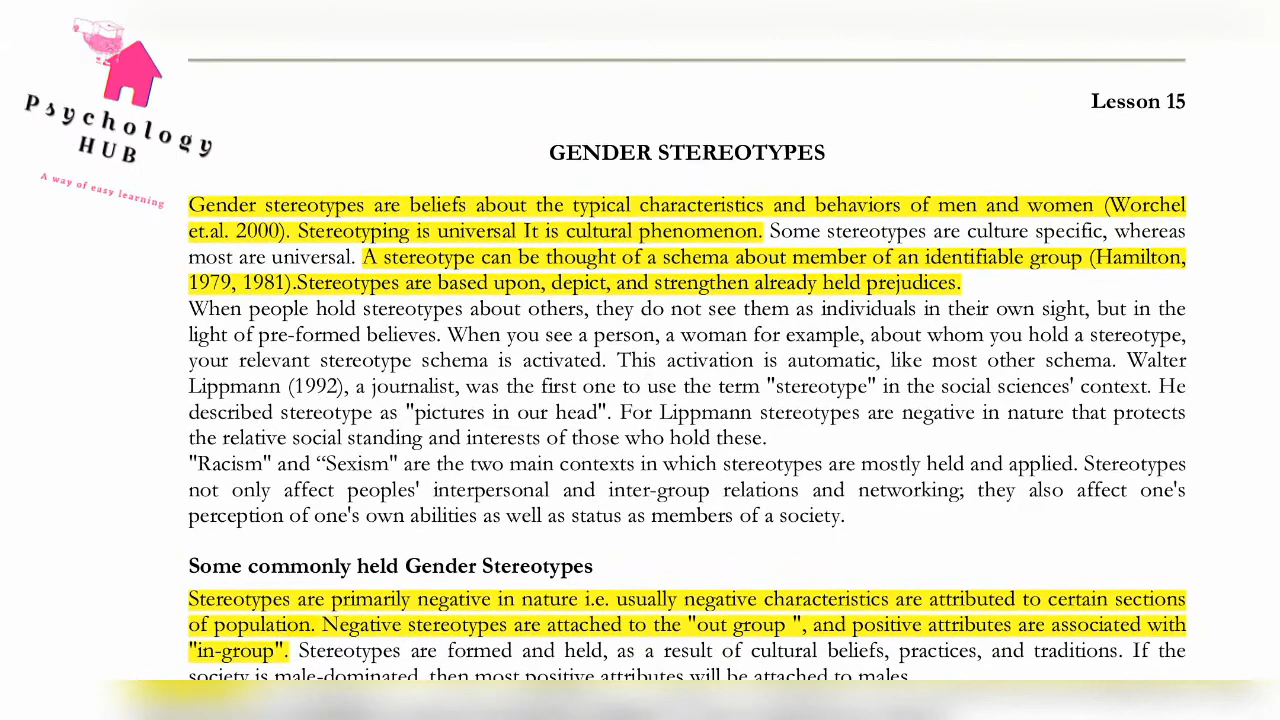 Psychology
HUB
A way of easy learning
Lesson 15
GENDER STEREOTYPES
Gender stereotypes are beliefs about the typical characteristics and behaviors of men and women (Worchel
et.al. 2000). Stereotyping is universal It is cultural phenomenon. Some stereotypes are culture specific, whereas
most are universal. A stereotype can be thought of a schema about member of an identifiable group (Hamilton,
1979, 1981).Stereotypes are based upon, depict, and strengthen already held prejudices.
When people hold stereotypes about others, they do not see them as individuals in their own sight, but in the
light of pre-formed believes. When you see a person, a woman for example, about whom you hold a stereotype,
your relevant stereotype schema is activated. This activation is automatic, like most other schema. Walter
Lippmann (1992), a journalist, was the first one to use the term "stereotype" in the social sciences' context. He
described stereotype as "pictures in our head". For Lippmann stereotypes are negative in nature that protects
the relative social standing and interests of those who hold these.
"Racism" and “Sexism" are the two main contexts in which stereotypes are mostly held and applied. Stereotypes
not only affect peoples' interpersonal and inter-group relations and networking; they also affect one's
perception of one's own abilities as well as status as members of a society.
Some commonly held Gender Stereotypes
Stereotypes are primarily negative in nature i.e. usually negative characteristics are attributed to certain sections
of population. Negative stereotypes are attached to the "out group ", and positive attributes are associated with
"in-group". Stereotypes are formed and held, as a result of cultural beliefs, practices, and traditions. If the
society is male-dominated, then most positive attributes will be attached to males.